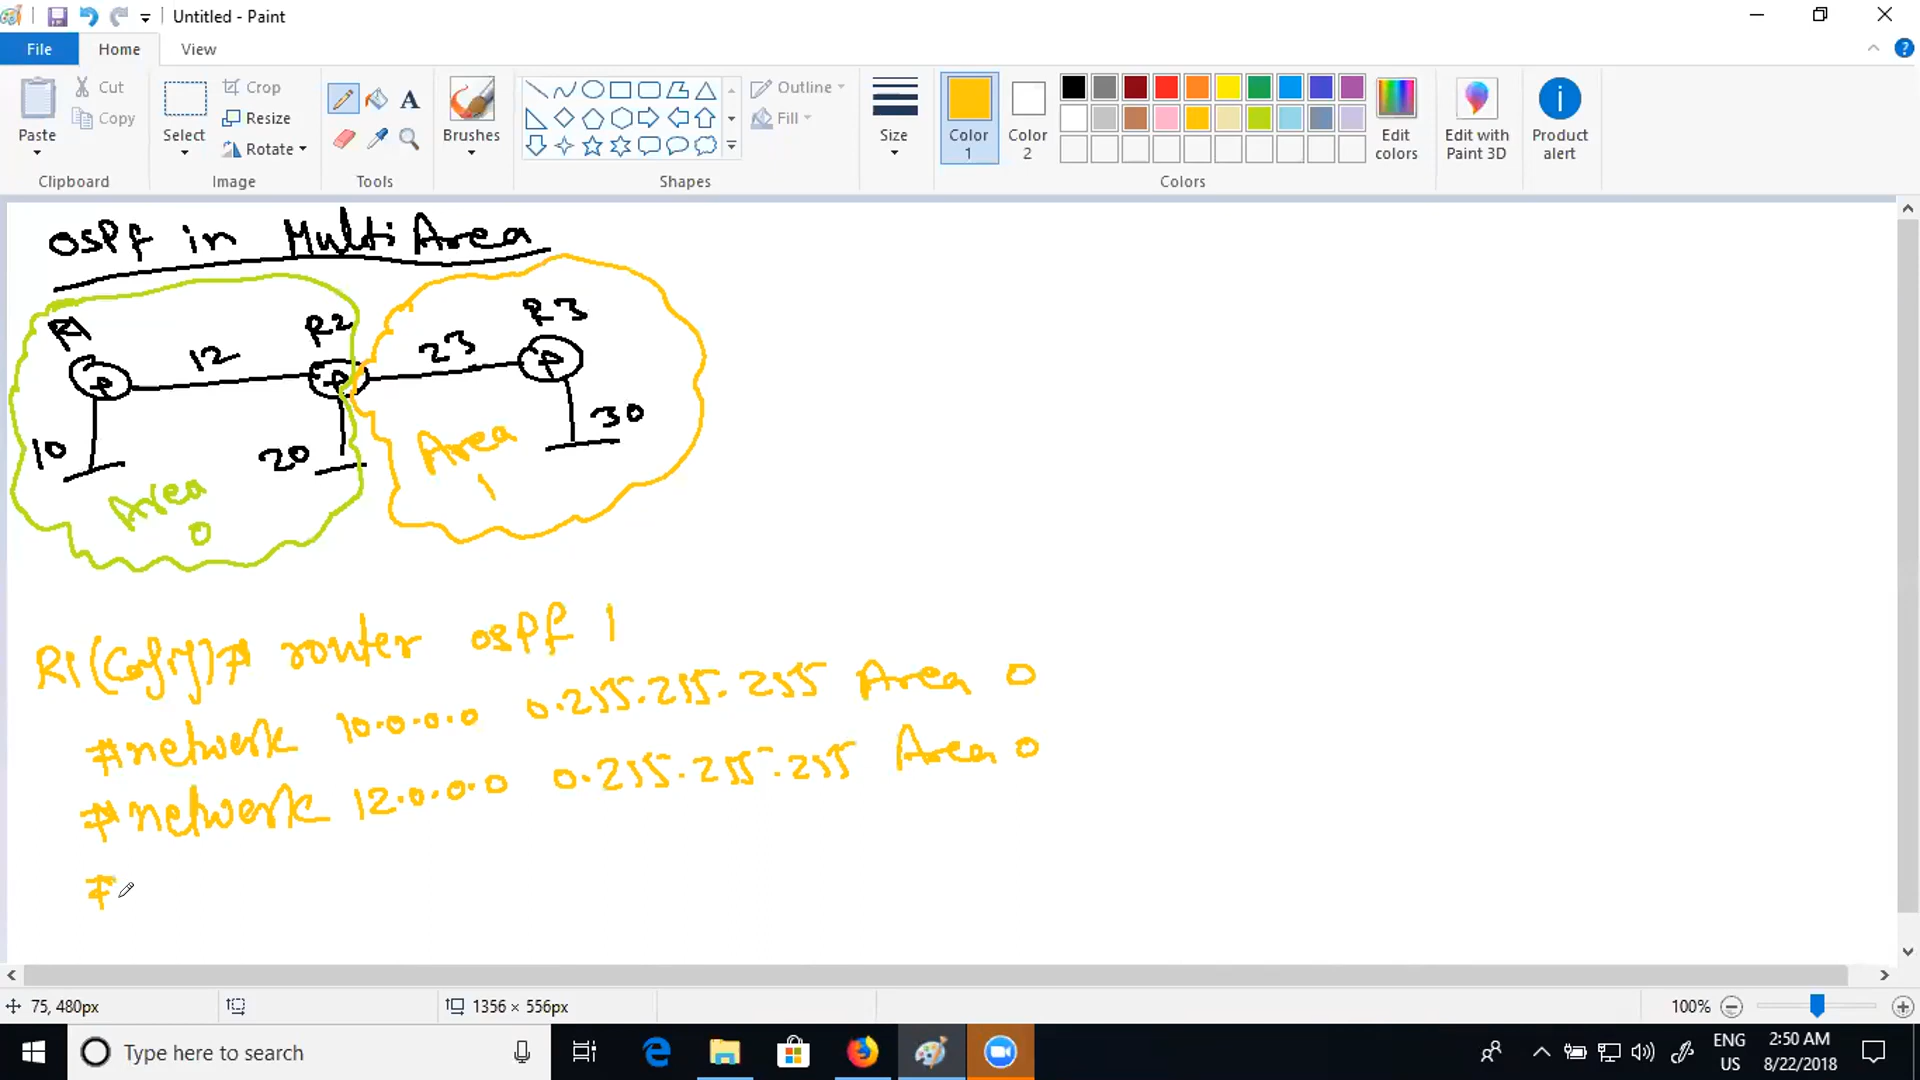 Untitled - Paint
File Home View
Paste
Cut
Copy
Clipboard
Select
Crop
Resize
Rotate
Image
A
Tools
Brushes
Shapes
Outline
Fill
Size
Color 1
Color 2
Edit colors
Colors
Edit with Paint 3D
Product alert
OSPf in MultiArea
R1
12
R2
23
R3
10
20
30
Area 0
Area 1
R1(Config)# router ospf 1
#network 10.0.0.0 0.255.255.255 Area 0
#network 12.0.0.0 0.255.255.255 Area 0
#
75, 480px
1356 × 556px
100%
Type here to search
ENG
US
2:50 AM
8/22/2018